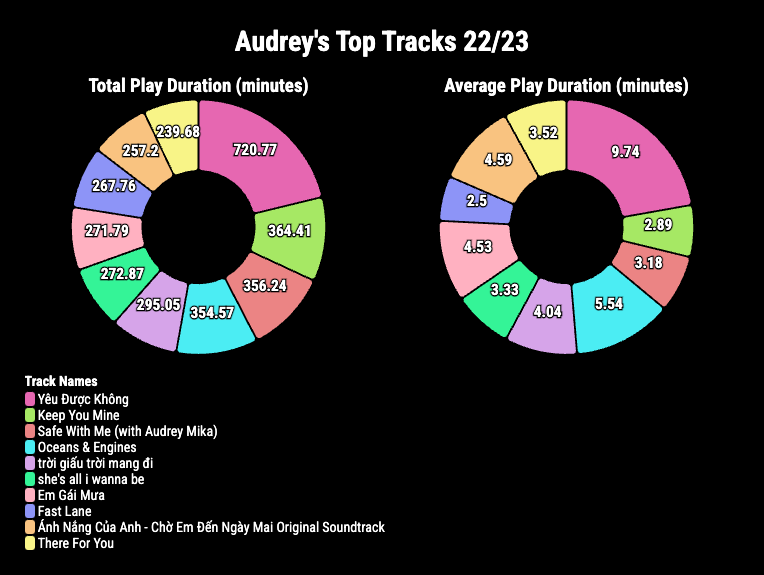 Audrey's Top Tracks 22/23
Total Play Duration (minutes)
720.77
364.41
356.24
354.57
295.05
272.87
271.79
267.76
257.2
239.68
Average Play Duration (minutes)
9.74
2.89
3.18
5.54
4.04
3.33
4.53
2.5
4.59
3.52
Track Names
Yêu Được Không
Keep You Mine
Safe With Me (with Audrey Mika)
Oceans & Engines
trời giấu trời mang đi
she's all i wanna be
Em Gái Mưa
Fast Lane
Ánh Nắng Của Anh - Chờ Em Đến Ngày Mai Original Soundtrack
There For You